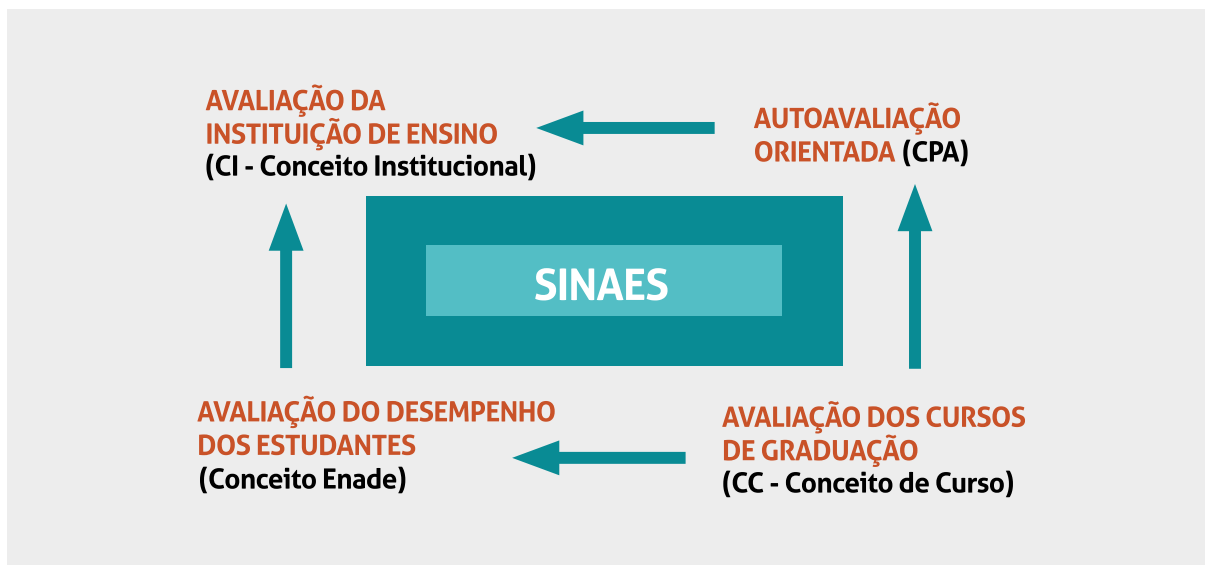 AVALIAÇÃO DA
INSTITUIÇÃO DE ENSINO
(CI - Conceito Institucional)
AUTOAVALIAÇÃO
ORIENTADA (CPA)
SINAES
AVALIAÇÃO DO DESEMPENHO
DOS ESTUDANTES
(Conceito Enade)
AVALIAÇÃO DOS CURSOS
DE GRADUAÇÃO
(CC - Conceito de Curso)